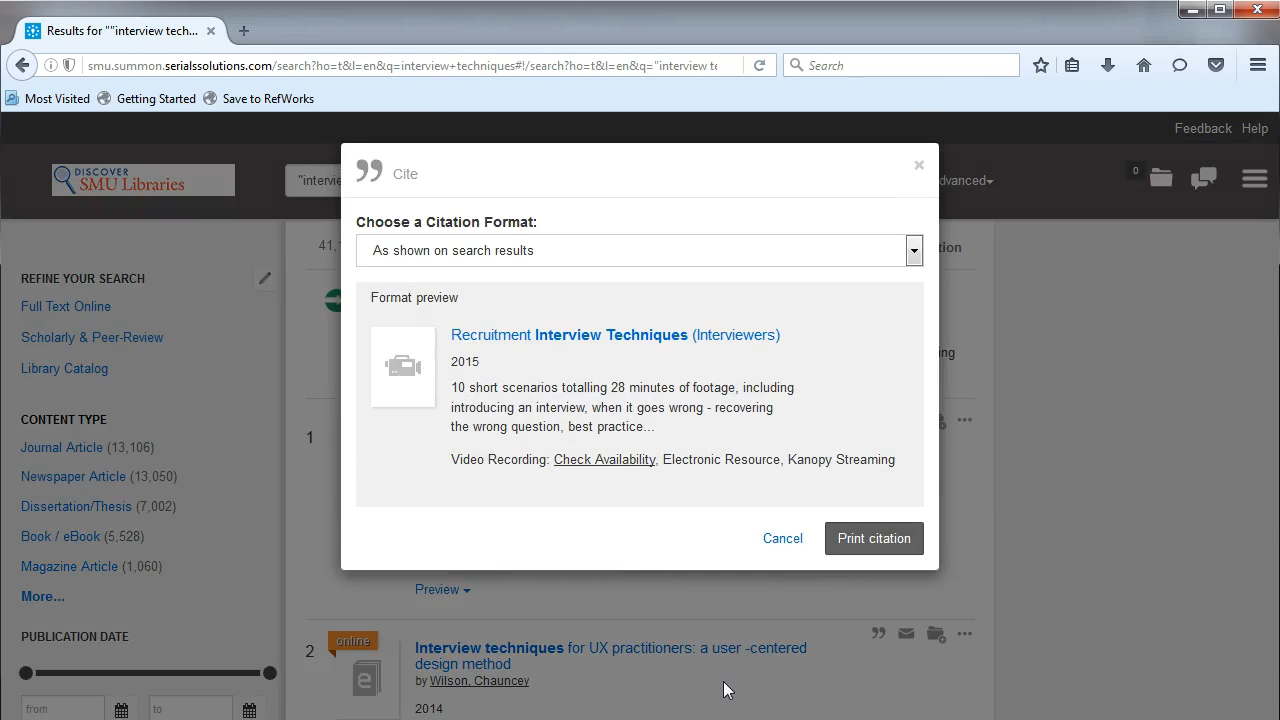 Results for ""interview tech...
smu.summon.serialssolutions.com/search?ho=t&l=en&q=interview+techniques#!/search?ho=t&l=en&q="interview te
Search
Most Visited
Getting Started
Save to RefWorks
Feedback
Help
DISCOVER
SMU Libraries
"intervie
dvanced
0
Cite
×
Choose a Citation Format:
As shown on search results
Format preview
Recruitment Interview Techniques (Interviewers)
2015
10 short scenarios totalling 28 minutes of footage, including
introducing an interview, when it goes wrong - recovering
the wrong question, best practice...
Video Recording: Check Availability, Electronic Resource, Kanopy Streaming
Cancel
Print citation
41,
tion
ing
REFINE YOUR SEARCH
Full Text Online
Scholarly & Peer-Review
Library Catalog
CONTENT TYPE
Journal Article (13,106)
Newspaper Article (13,050)
Dissertation/Thesis (7,002)
Book / eBook (5,528)
Magazine Article (1,060)
More...
PUBLICATION DATE
from
to
1
Preview
2
online
e
Interview techniques for UX practitioners: a user -centered
design method
by Wilson, Chauncey
2014